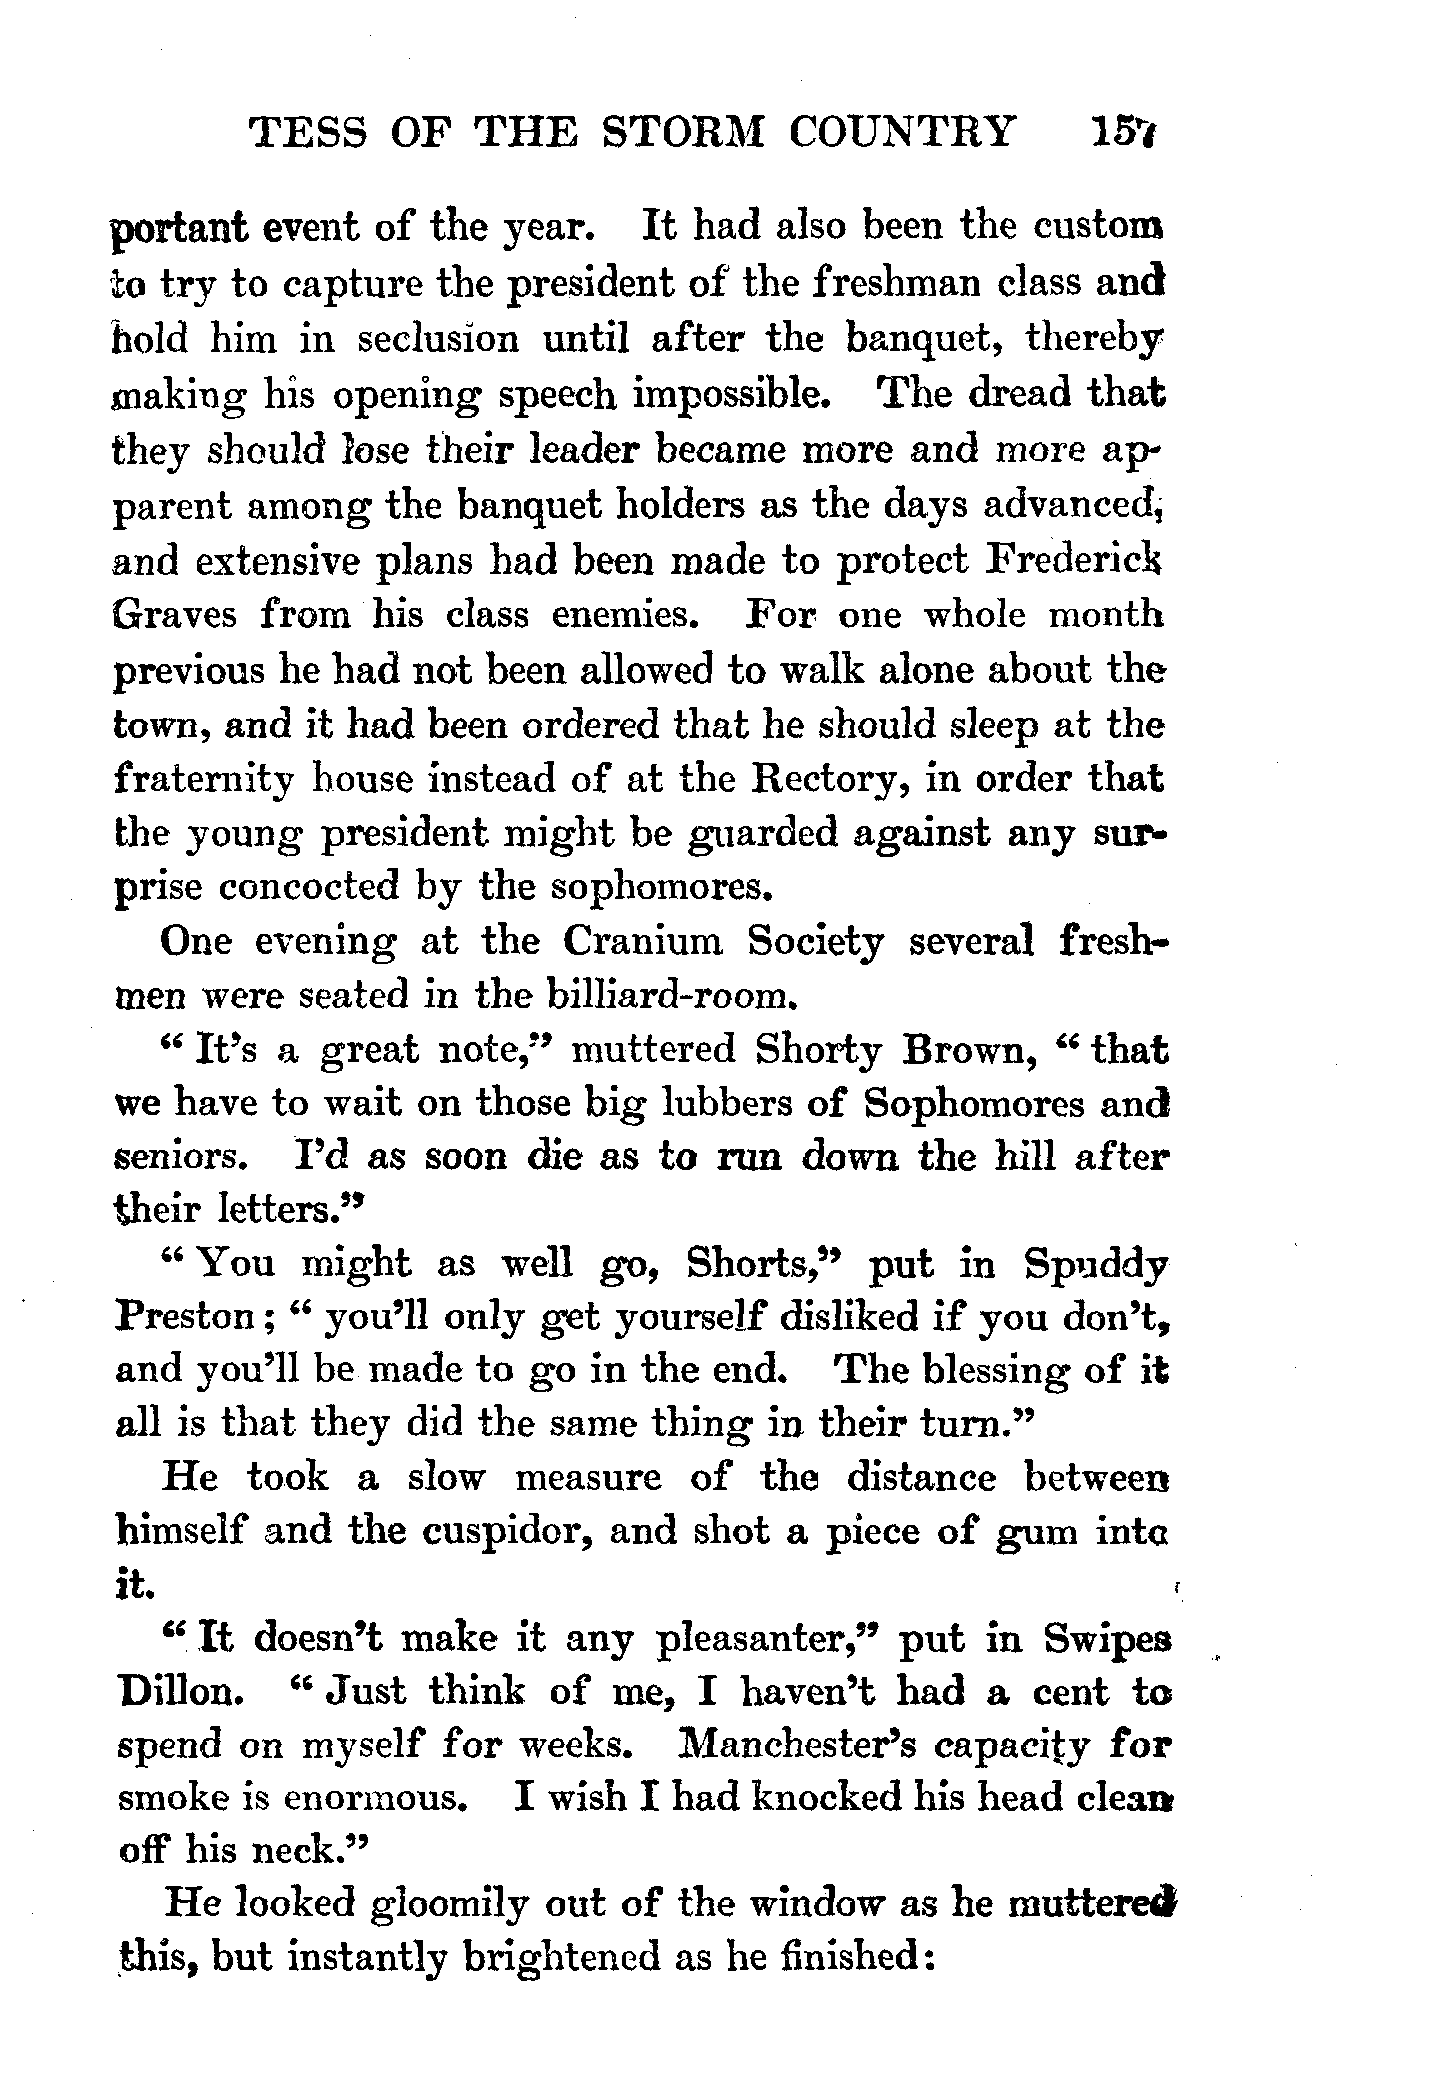 TESS OF THE STORM COUNTRY 157
portant event of the year. It had also been the custom
to try to capture the president of the freshman class and
hold him in seclusion until after the banquet, thereby
making his opening speech impossible. The dread that
they should lose their leader became more and more ap-
parent among the banquet holders as the days advanced,
and extensive plans had been made to protect Frederick
Graves from his class enemies. For one whole month
previous he had not been allowed to walk alone about the
town, and it had been ordered that he should sleep at the
fraternity house instead of at the Rectory, in order that
the young president might be guarded against any sur-
prise concocted by the sophomores.
One evening at the Cranium Society several fresh-
men were seated in the billiard-room.
“ It’s a great note,” muttered Shorty Brown, “ that
we have to wait on those big lubbers of Sophomores and
seniors. I’d as soon die as to run down the hill after
their letters.”
“ You might as well go, Shorts,” put in Spuddy
Preston ; “ you’ll only get yourself disliked if you don’t,
and you’ll be made to go in the end. The blessing of it
all is that they did the same thing in their turn.”
He took a slow measure of the distance between
himself and the cuspidor, and shot a piece of gum into
it.
“ It doesn’t make it any pleasanter,” put in Swipes
Dillon. “ Just think of me, I haven’t had a cent to
spend on myself for weeks. Manchester’s capacity for
smoke is enormous. I wish I had knocked his head clean
off his neck.”
He looked gloomily out of the window as he muttered
this, but instantly brightened as he finished: